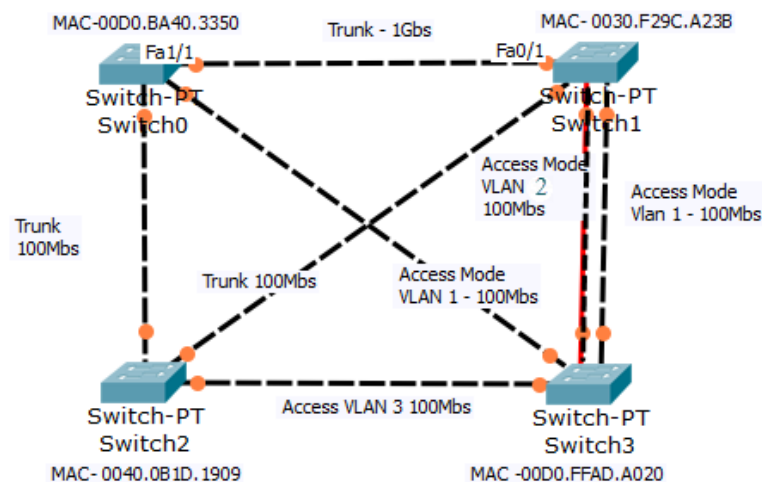 MAC-00D0.BA40.3350
MAC- 0030.F29C.A23B
Trunk - 1Gbs
Fa1/1
Fa0/1
Switch-PT
Switch0
Switch-PT
Switch1
Access Mode
VLAN 2
100Mbs
Access Mode
Vlan 1 - 100Mbs
Trunk
100Mbs
Trunk 100Mbs
Access Mode
VLAN 1 - 100Mbs
Switch-PT
Switch2
Access VLAN 3 100Mbs
Switch-PT
Switch3
MAC- 0040.0B1D.1909
MAC -00D0.FFAD.A020